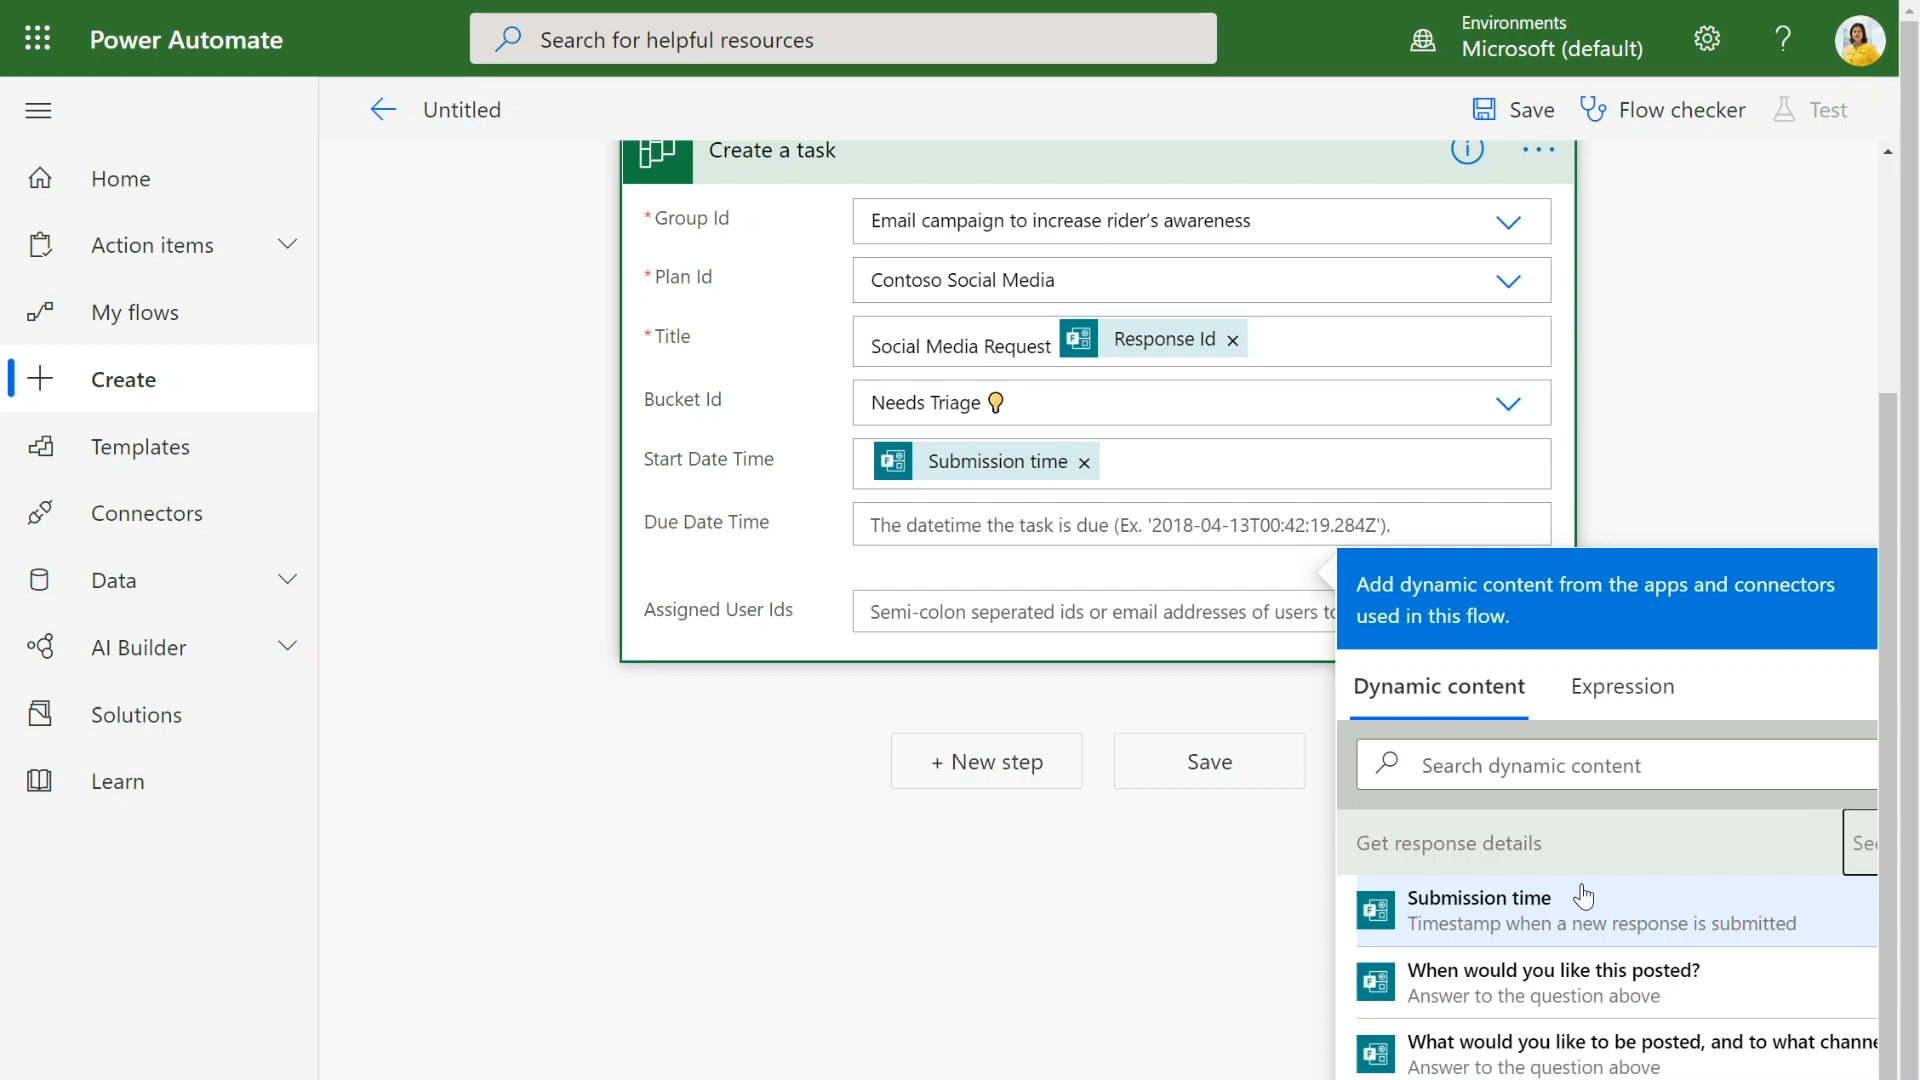 Power Automate
Search for helpful resources
Environments
Microsoft (default)
Untitled
Save
Flow checker
Test
Home
Action items
My flows
Create
Templates
Connectors
Data
AI Builder
Solutions
Learn
Create a task
* Group Id
Email campaign to increase rider’s awareness
* Plan Id
Contoso Social Media
* Title
Social Media Request Response Id ×
Bucket Id
Needs Triage
Start Date Time
Submission time ×
Due Date Time
The datetime the task is due (Ex. '2018-04-13T00:42:19.284Z').
Assigned User Ids
Semi-colon seperated ids or email addresses of users to
+ New step
Save
Add dynamic content from the apps and connectors
used in this flow.
Dynamic content
Expression
Search dynamic content
Get response details
Submission time
Timestamp when a new response is submitted
When would you like this posted?
Answer to the question above
What would you like to be posted, and to what
Answer to the question above